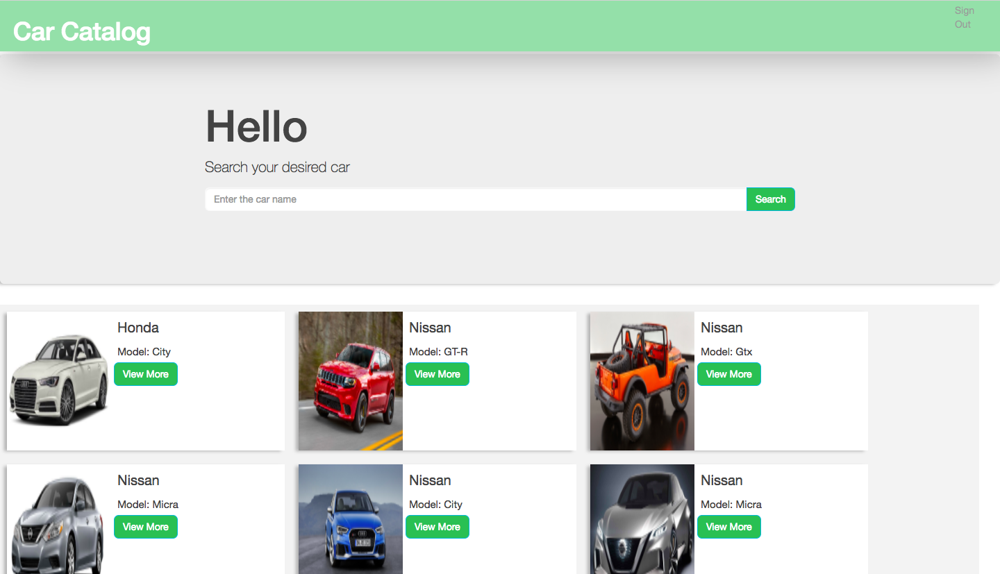 Car Catalog
Sign
Out
Hello
Search your desired car
Enter the car name
Search
Honda
Model: City
View More
Nissan
Model: GT-R
View More
Nissan
Model: Gtx
View More
Nissan
Model: Micra
View More
Nissan
Model: City
View More
Nissan
Model: Micra
View More